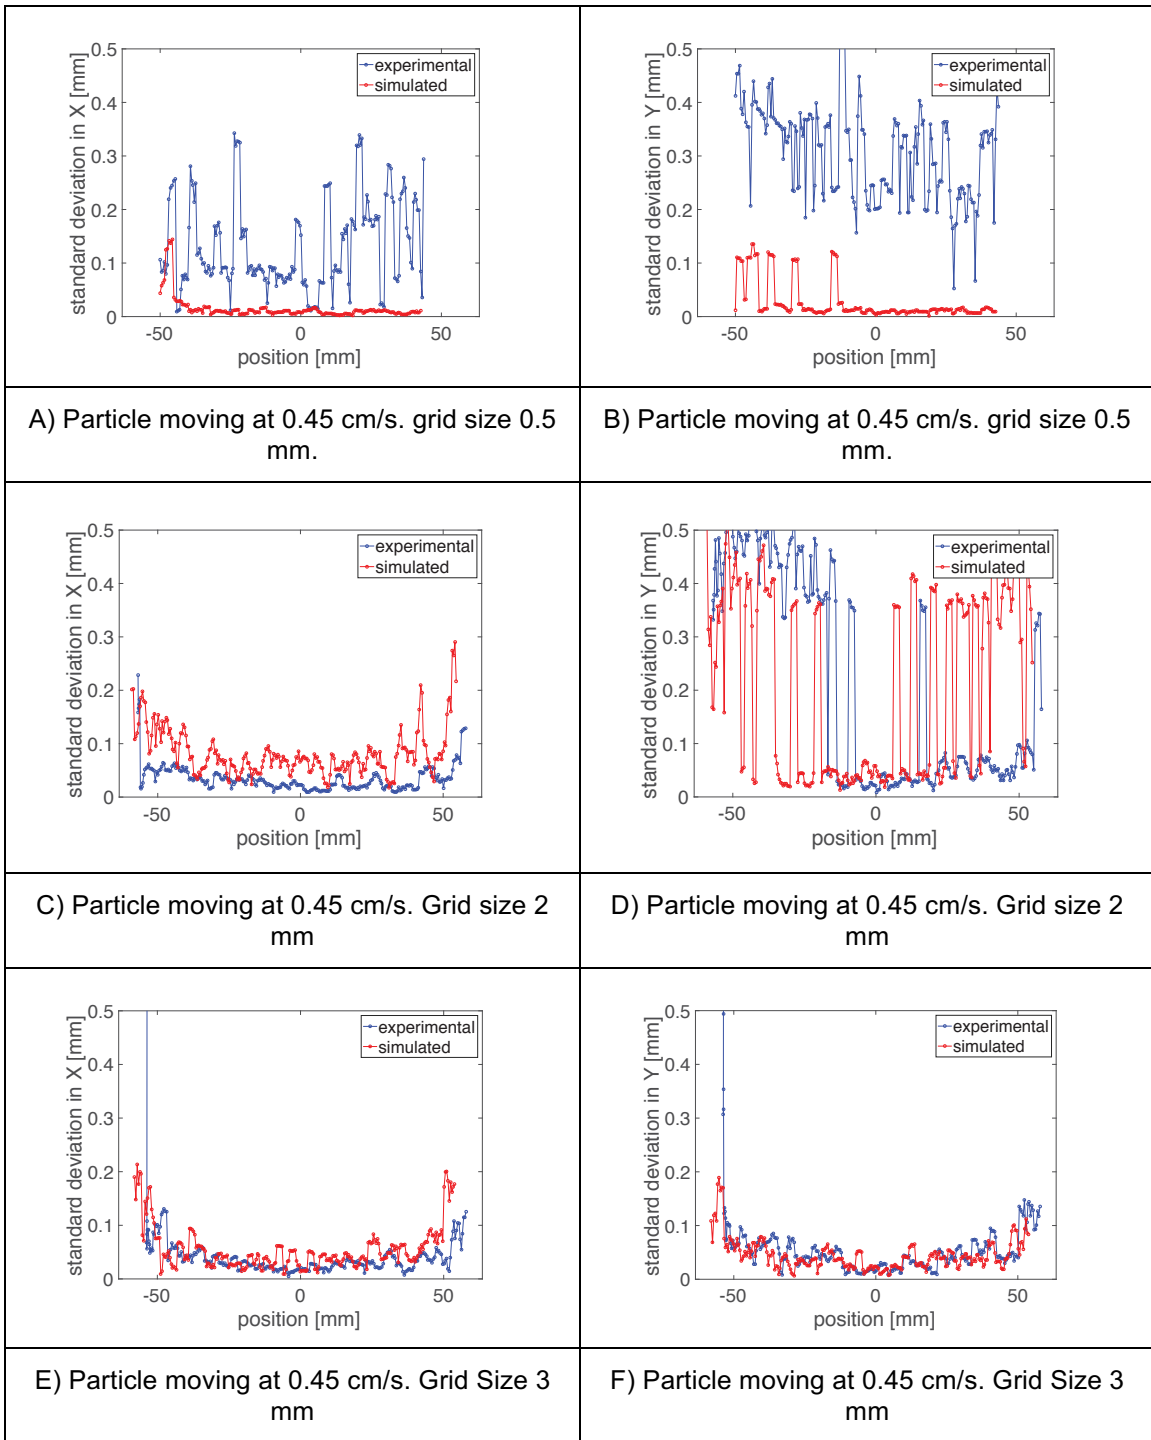 0.5
0.4
0.3
0.2
0.1
0
standard deviation in X [mm]
experimental
simulated
-50
0
50
position [mm]
0.5
0.4
0.3
0.2
0.1
0
standard deviation in Y [mm]
experimental
simulated
-50
0
50
position [mm]
A) Particle moving at 0.45 cm/s. grid size 0.5
mm.
B) Particle moving at 0.45 cm/s. grid size 0.5
mm.
0.5
0.4
0.3
0.2
0.1
0
standard deviation in X [mm]
experimental
simulated
-50
0
50
position [mm]
0.5
0.4
0.3
0.2
0.1
0
standard deviation in Y [mm]
experimental
simulated
-50
0
50
position [mm]
C) Particle moving at 0.45 cm/s. Grid size 2
mm
D) Particle moving at 0.45 cm/s. Grid size 2
mm
0.5
0.4
0.3
0.2
0.1
0
standard deviation in X [mm]
experimental
simulated
-50
0
50
position [mm]
0.5
0.4
0.3
0.2
0.1
0
standard deviation in Y [mm]
experimental
simulated
-50
0
50
position [mm]
E) Particle moving at 0.45 cm/s. Grid Size 3
mm
F) Particle moving at 0.45 cm/s. Grid Size 3
mm